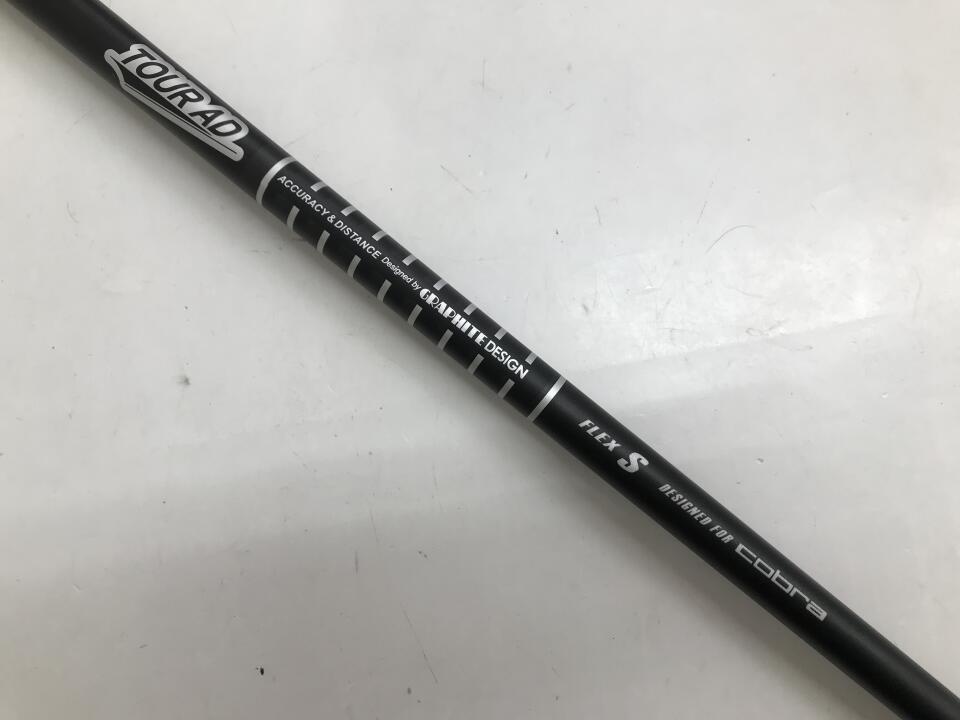 TOUR AD
ACCURACY & DISTANCE Designed by GRAPHITE DESIGN
FLEX S
DESIGNED FOR cobra